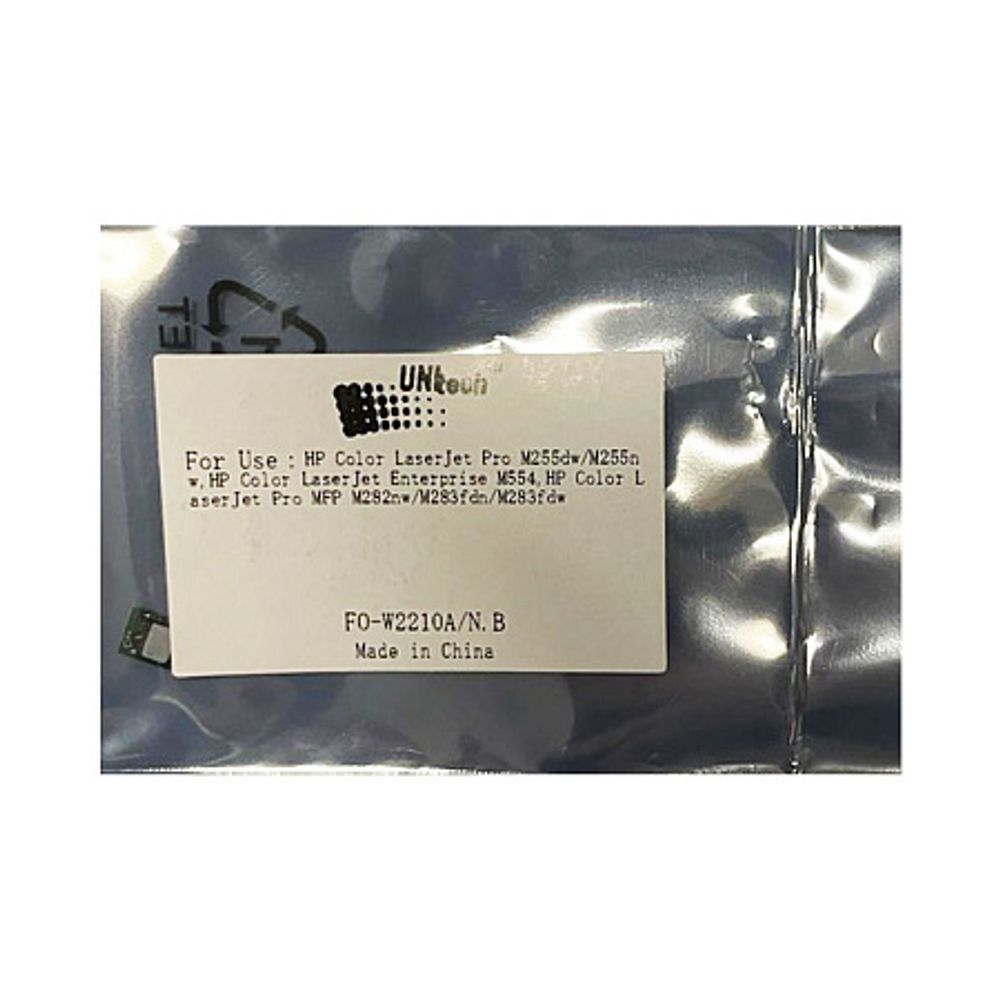 UNItech
For Use : HP Color LaserJet Pro M255dw/M255n
w,HP Color LaserJet Enterprise M554,HP Color L
aserJet Pro MFP M282nw/M283fdn/M283fdw
FO-W2210A/N.B
Made in China